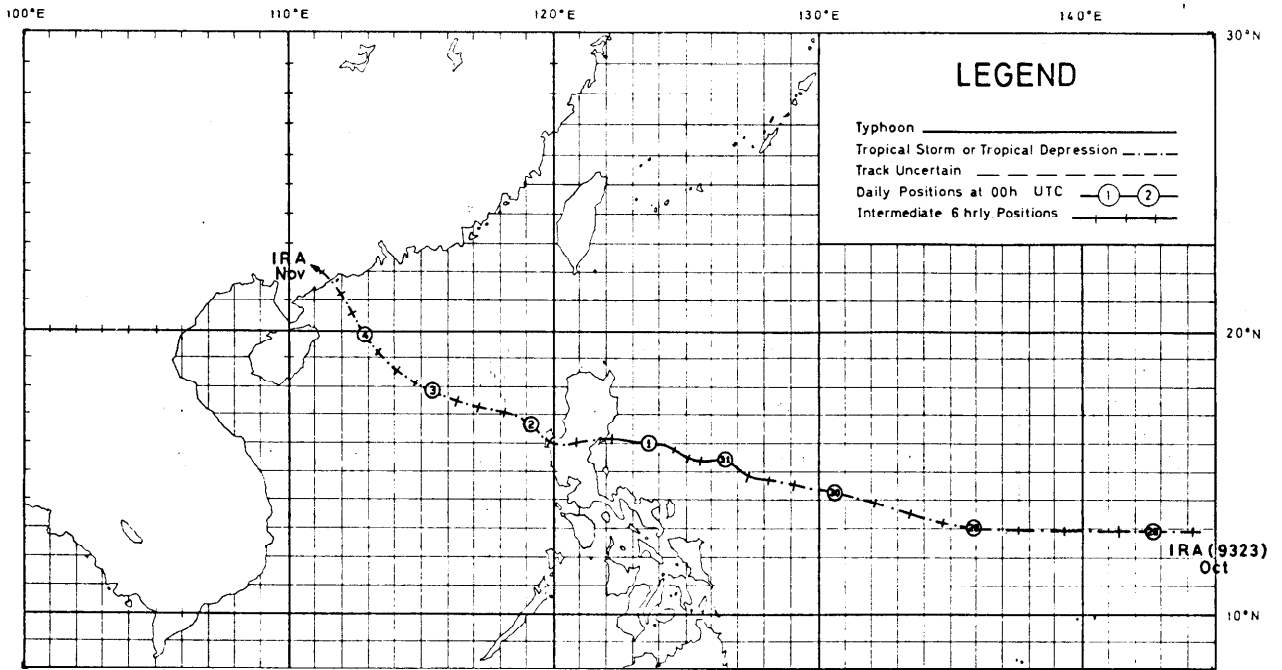 100°E 110°E 120°E 130°E 140°E
30°N
LEGEND
Typhoon
Tropical Storm or Tropical Depression
Track Uncertain
Daily Positions at 00h UTC 1 2
Intermediate 6 hrly Positions
IRA
Nov
20°N
4
3
2
1
31
30
29
28
IRA (9323)
Oct
10°N